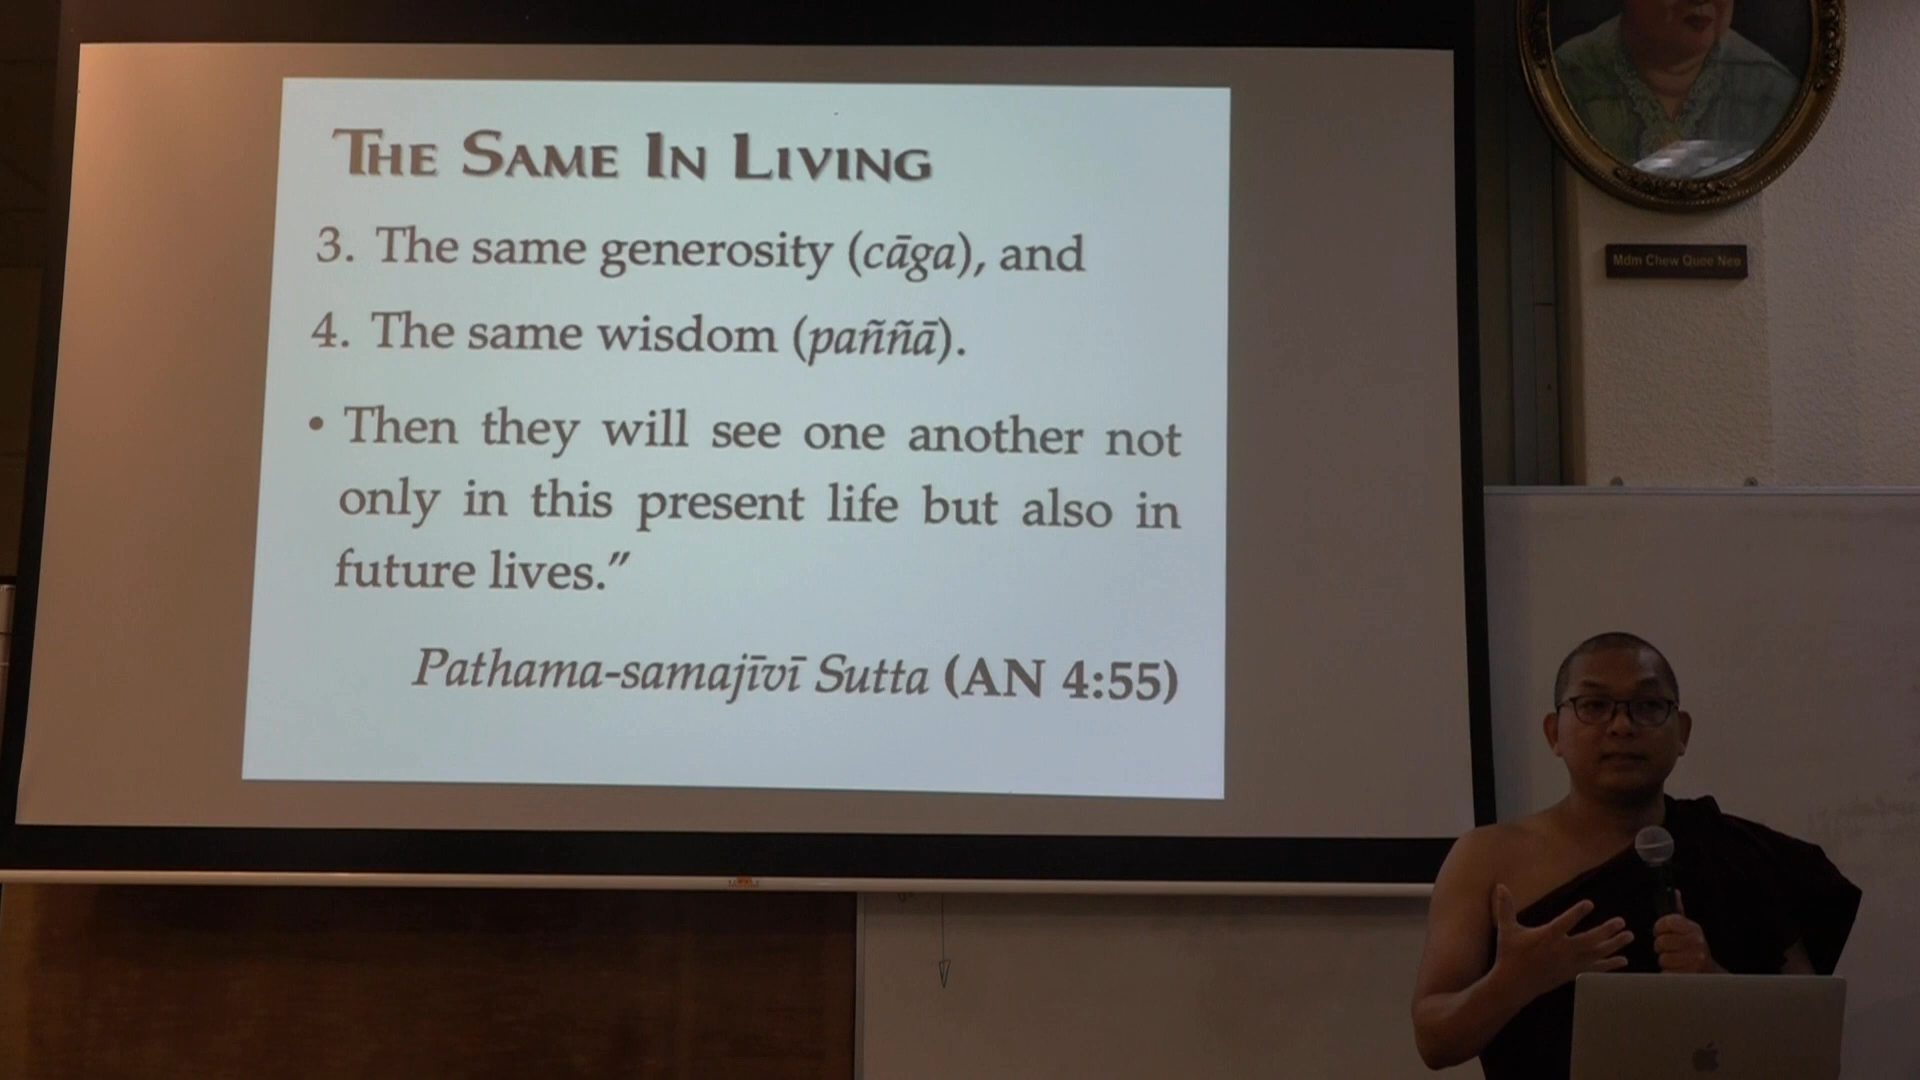 THE SAME IN LIVING
3. The same generosity (cāga), and
4. The same wisdom (paññā).
• Then they will see one another not
only in this present life but also in
future lives."
Pathama-samajīvī Sutta (AN 4:55)
Mdm Chew Quee Neo